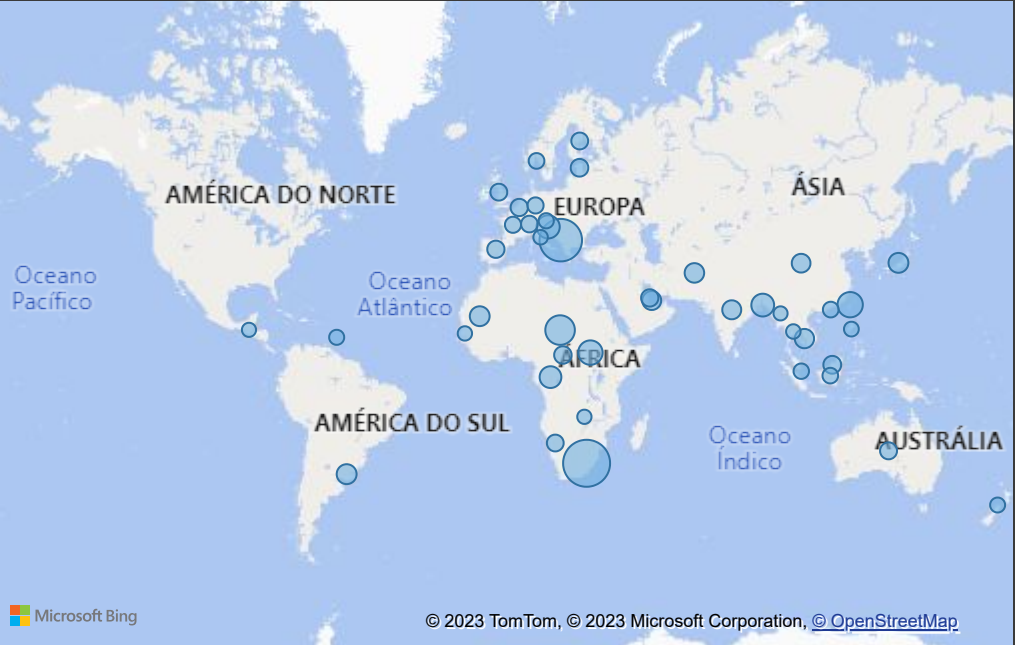 AMÉRICA DO NORTE
EUROPA
ÁSIA
Oceano
Pacífico
Oceano
Atlântico
ÁFRICA
AMÉRICA DO SUL
Oceano
Índico
AUSTRÁLIA
Microsoft Bing
© 2023 TomTom, © 2023 Microsoft Corporation, © OpenStreetMap